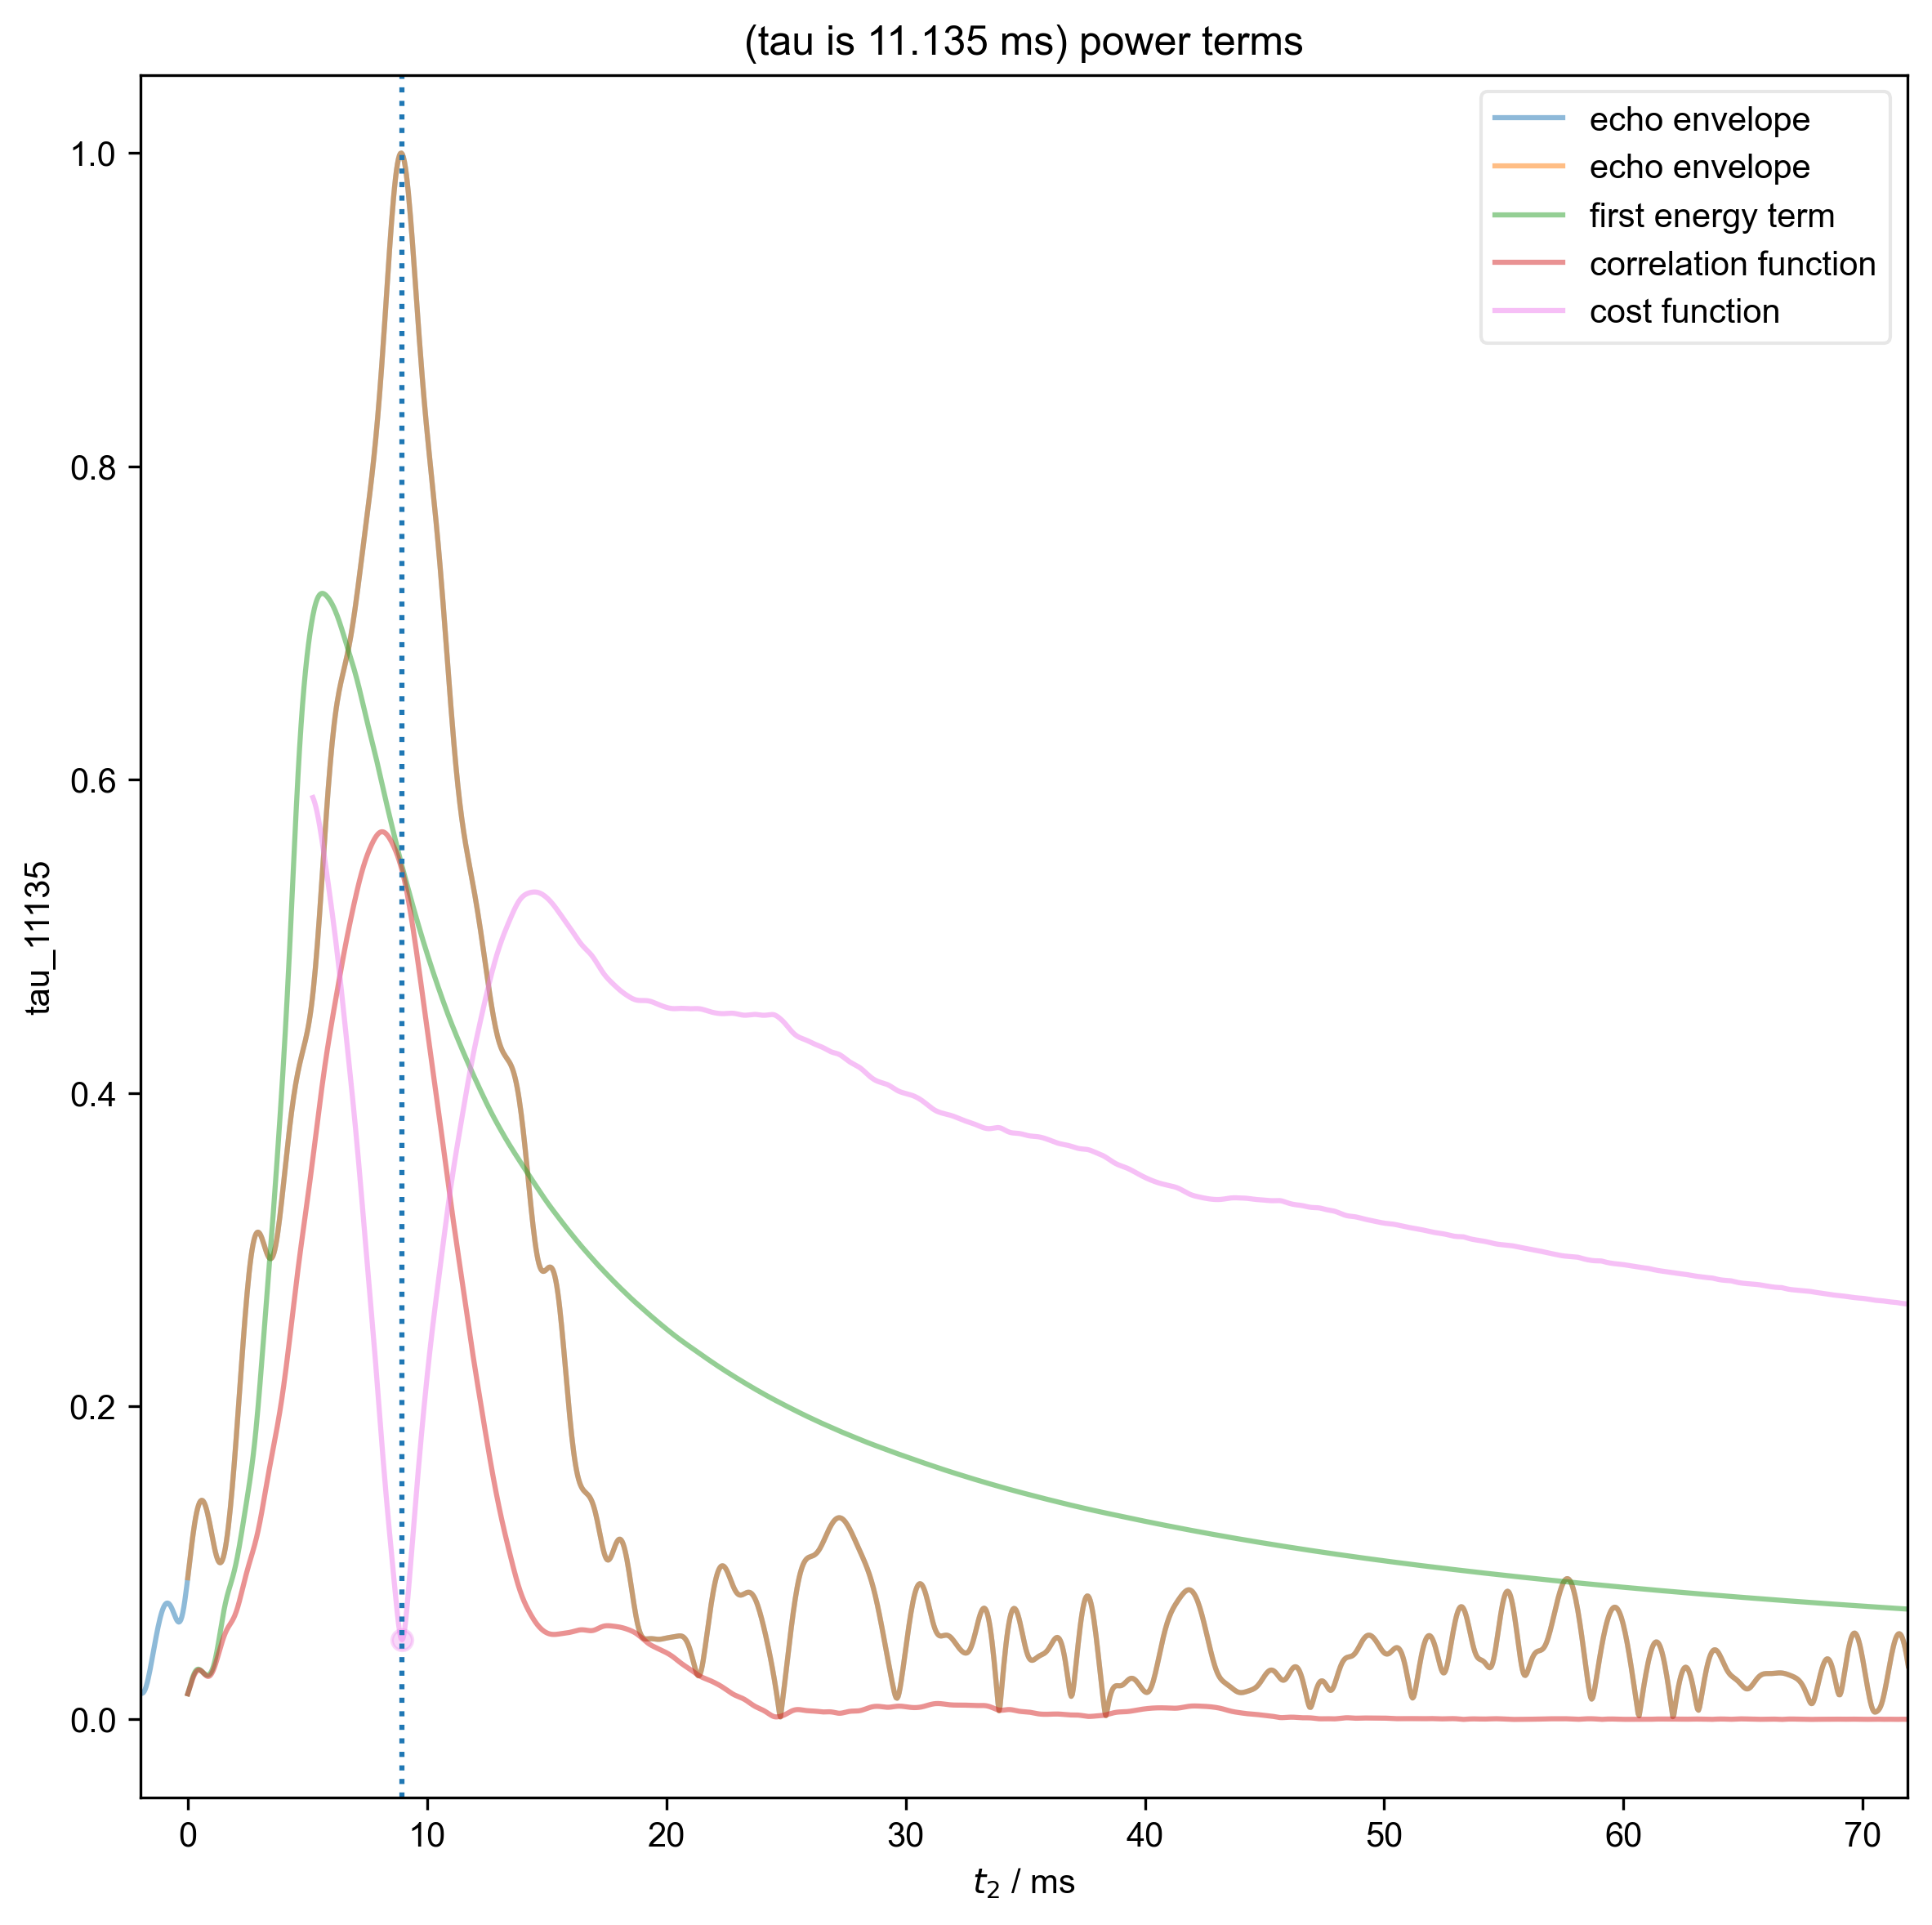 (tau is 11.135 ms) power terms
echo envelope
echo envelope
first energy term
correlation function
cost function
1.0
0.8
0.6
0.4
0.2
0.0
tau_11135
0 10 20 30 40 50 60 70
t₂ / ms